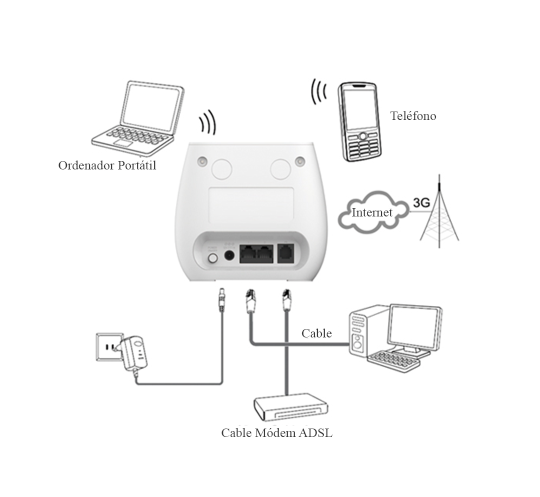 Teléfono
Ordenador Portátil
Internet
3G
Cable
Cable Módem ADSL